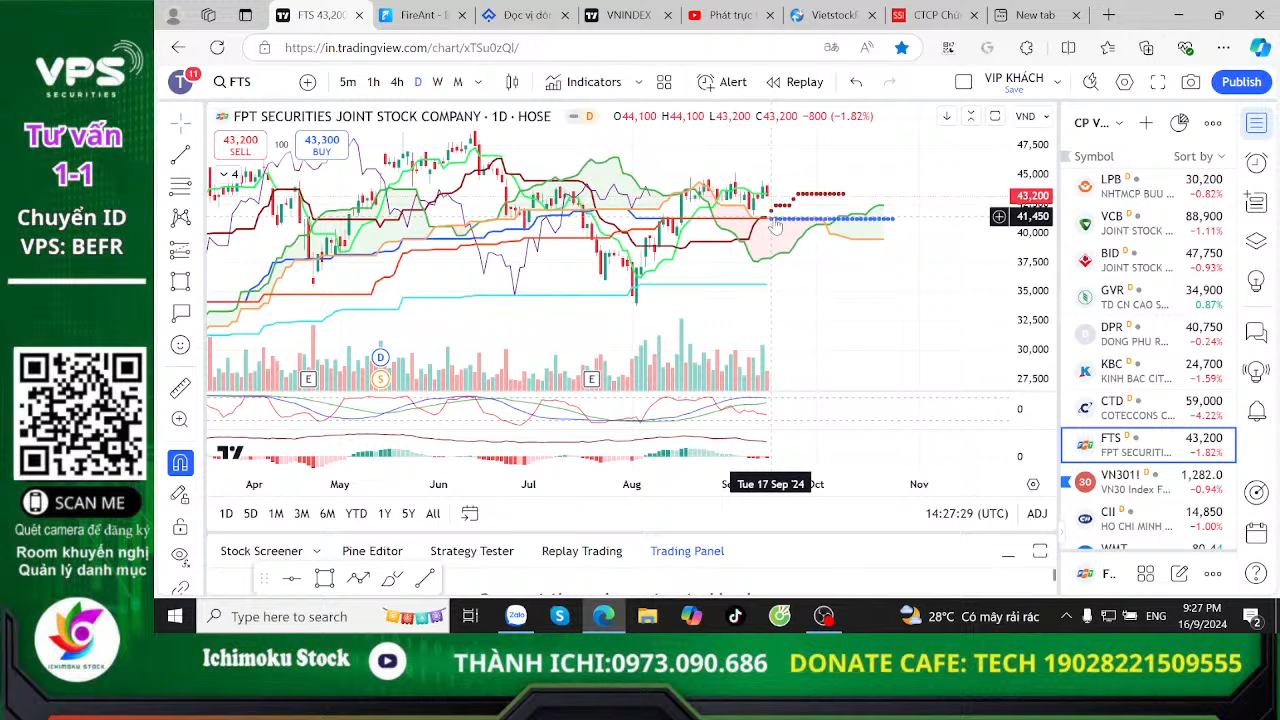 FTS 43,200
FireAnt - B
Đọc vị dờn
VNINDEX
Phát trực t
VietstockF
CTCP Chứn
New tab
https://in.tradingview.com/chart/xTSu0zQl/
T
11
FTS
5m 1h 4h D W M
Indicators
Alert
Replay
VIP KHÁCH
Save
Publish
FPT SECURITIES JOINT STOCK COMPANY · 1D · HOSE
D
O44,100 H44,100 L43,200 C43,200 −800 (−1.82%)
VND
43,200
SELL
100
43,300
BUY
4
47,500
45,000
43,200
41,450
40,000
37,500
35,000
32,500
30,000
27,500
0
0
D
S
E
E
Apr
May
Jun
Jul
Aug
Tue 17 Sep '24
Oct
Nov
1D 5D 1M 3M 6M YTD 1Y 5Y All
14:27:29 (UTC)
ADJ
Stock Screener
Pine Editor
Strategy Tester
Replay Trading
Trading Panel
Symbol
Sort by
LPB D 30,200
NHTMCP BUU ... −0.82%
88,900
JOINT STOCK ... −1.11%
BID D 47,750
JOINT STOCK ... −0.93%
GVR D 34,900
TD CN CAO S... 0.87%
40,750
DONG PHU R... −0.24%
KBC D 24,700
KINH BAC CIT... −1.59%
CTD D 59,000
COTECCONS C... −4.22%
FTS D 43,200
SECURITI... −1.82%
30
VN301! D 1,282.0
VN30 Index F... −0.94%
CII D 14,850
HO CHI MINH ... −1.00%
F...
Type here to search
Zalo
28°C Có mây rải rác
ENG
9:27 PM
16/9/2024
2
VPS
SECURITIES
Tư vấn
1-1
Chuyển ID
VPS: BEFR
SCAN ME
Quét camera để đăng ký
Room khuyến nghị
Quản lý danh mục
ICHIMOKU STOCK
Ichimoku Stock
THÀNH ICHI:0973.090.686
DONATE CAFE: TECH 19028221509555